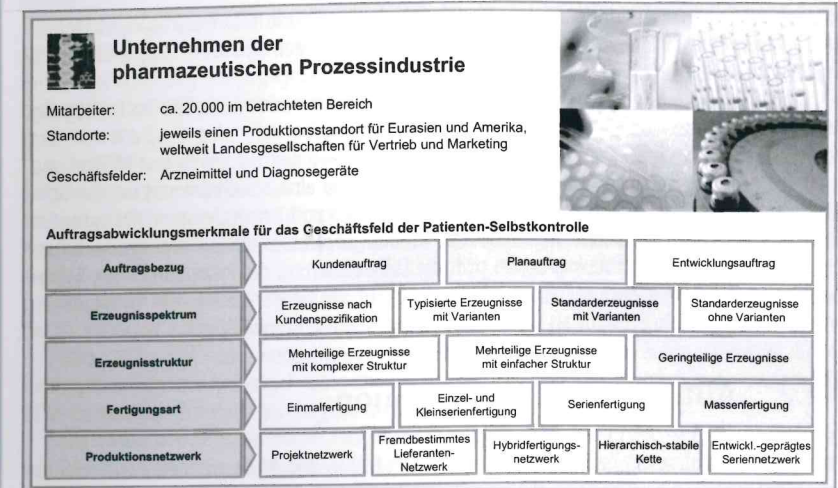 Unternehmen der
pharmazeutischen Prozessindustrie
Mitarbeiter: ca. 20.000 im betrachteten Bereich
Standorte: jeweils einen Produktionsstandort für Eurasien und Amerika,
weltweit Landesgesellschaften für Vertrieb und Marketing
Geschäftsfelder: Arzneimittel und Diagnosegeräte
Auftragsabwicklungsmerkmale für das Geschäftsfeld der Patienten-Selbstkontrolle
Auftragsbezug
Kundenauftrag
Planauftrag
Entwicklungsauftrag
Erzeugnisspektrum
Erzeugnisse nach
Kundenspezifikation
Typisierte Erzeugnisse
mit Varianten
Standarderzeugnisse
mit Varianten
Standarderzeugnisse
ohne Varianten
Erzeugnisstruktur
Mehrteilige Erzeugnisse
mit komplexer Struktur
Mehrteilige Erzeugnisse
mit einfacher Struktur
Geringteilige Erzeugnisse
Fertigungsart
Einmalfertigung
Einzel- und
Kleinserienfertigung
Serienfertigung
Massenfertigung
Produktionsnetzwerk
Projektnetzwerk
Fremdbestimmtes
Lieferanten-
Netzwerk
Hybridfertigungs-
netzwerk
Hierarchisch-stabile
Kette
Entwickl.-geprägtes
Seriennetzwerk